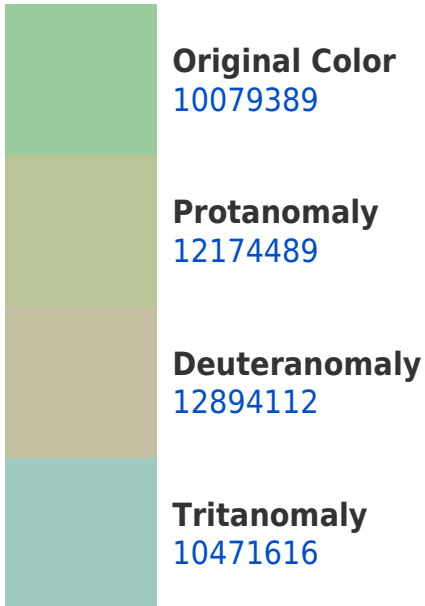 Original Color
10079389
Protanomaly
12174489
Deuteranomaly
12894112
Tritanomaly
10471616